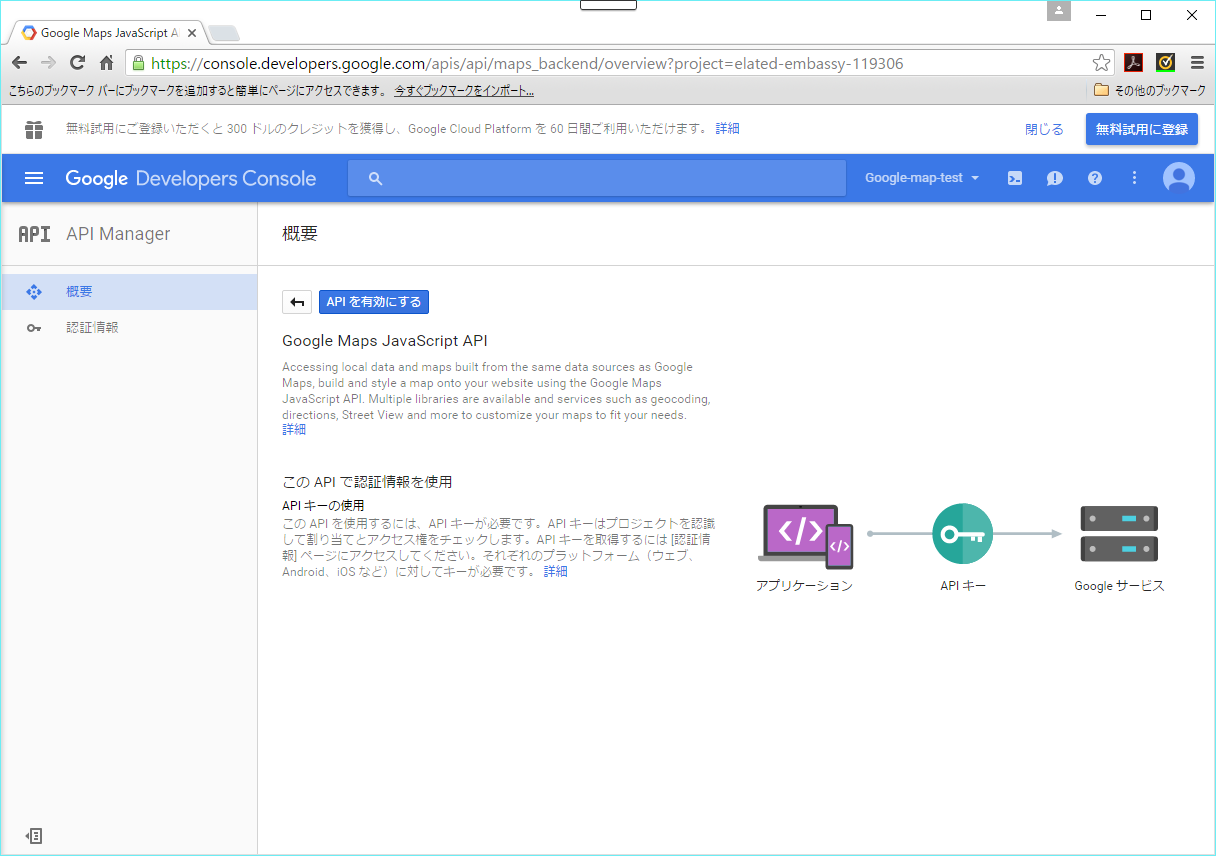 Google Maps JavaScript A
https://console.developers.google.com/apis/api/maps_backend/overview?project=elated-embassy-119306
こちらのブックマーク バーにブックマークを追加すると簡単にページにアクセスできます。 今すぐブックマークをインポート... その他のブックマーク
無料試用にご登録いただくと 300 ドルのクレジットを獲得し、Google Cloud Platform を 60 日間ご利用いただけます。 詳細 閉じる 無料試用に登録
Google Developers Console Google-map-test
API API Manager
概要
概要
認証情報
API を有効にする
Google Maps JavaScript API
Accessing local data and maps built from the same data sources as Google
Maps, build and style a map onto your website using the Google Maps
JavaScript API. Multiple libraries are available and services such as geocoding,
directions, Street View and more to customize your maps to fit your needs.
詳細
この API で認証情報を使用
API キーの使用
この API を使用するには、API キーが必要です。API キーはプロジェクトを認識
して割り当てとアクセス権をチェックします。API キーを取得するには [認証情
報] ページにアクセスしてください。それぞれのプラットフォーム（ウェブ、
Android、iOS など）に対してキーが必要です。 詳細
</>
</>
アプリケーション
API キー
Google サービス